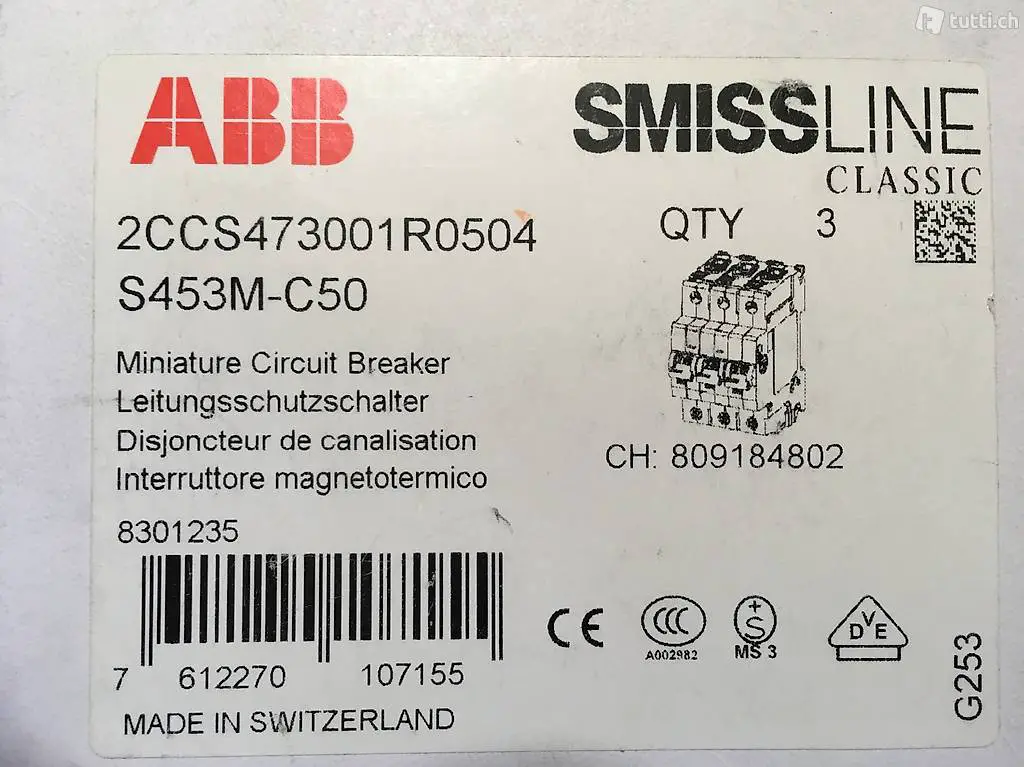 tutti.ch
ABB
SMISSLINE
CLASSIC
2CCS473001R0504
QTY 3
S453M-C50
Miniature Circuit Breaker
Leitungsschutzschalter
Disjoncteur de canalisation
Interruttore magnetotermico
CH: 809184802
8301235
7 612270 107155
MADE IN SWITZERLAND
CE
CCC
A002982
+
S
MS 3
DVE
G253